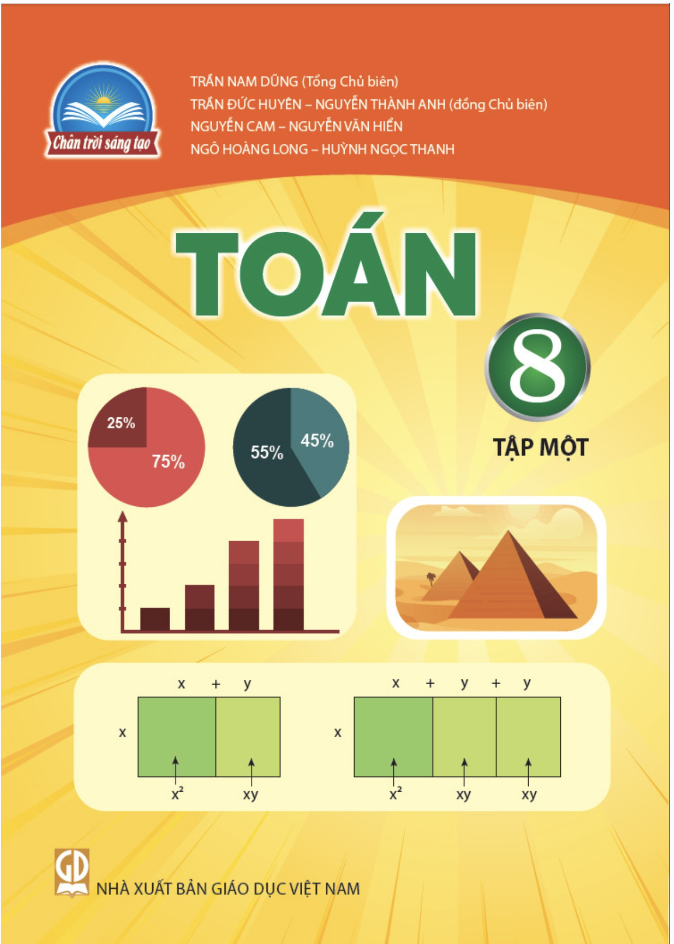 TRẦN NAM DŨNG (Tổng Chủ biên)
TRẦN ĐỨC HUYÊN – NGUYỄN THÀNH ANH (đồng Chủ biên)
NGUYỄN CAM – NGUYỄN VĂN HIỂN
NGÔ HOÀNG LONG – HUỲNH NGỌC THANH
Chân trời sáng tạo
TOÁN
8
TẬP MỘT
25%
75%
55%
45%
x + y
x
x² xy
x + y + y
x
x² xy xy
GD
NHÀ XUẤT BẢN GIÁO DỤC VIỆT NAM